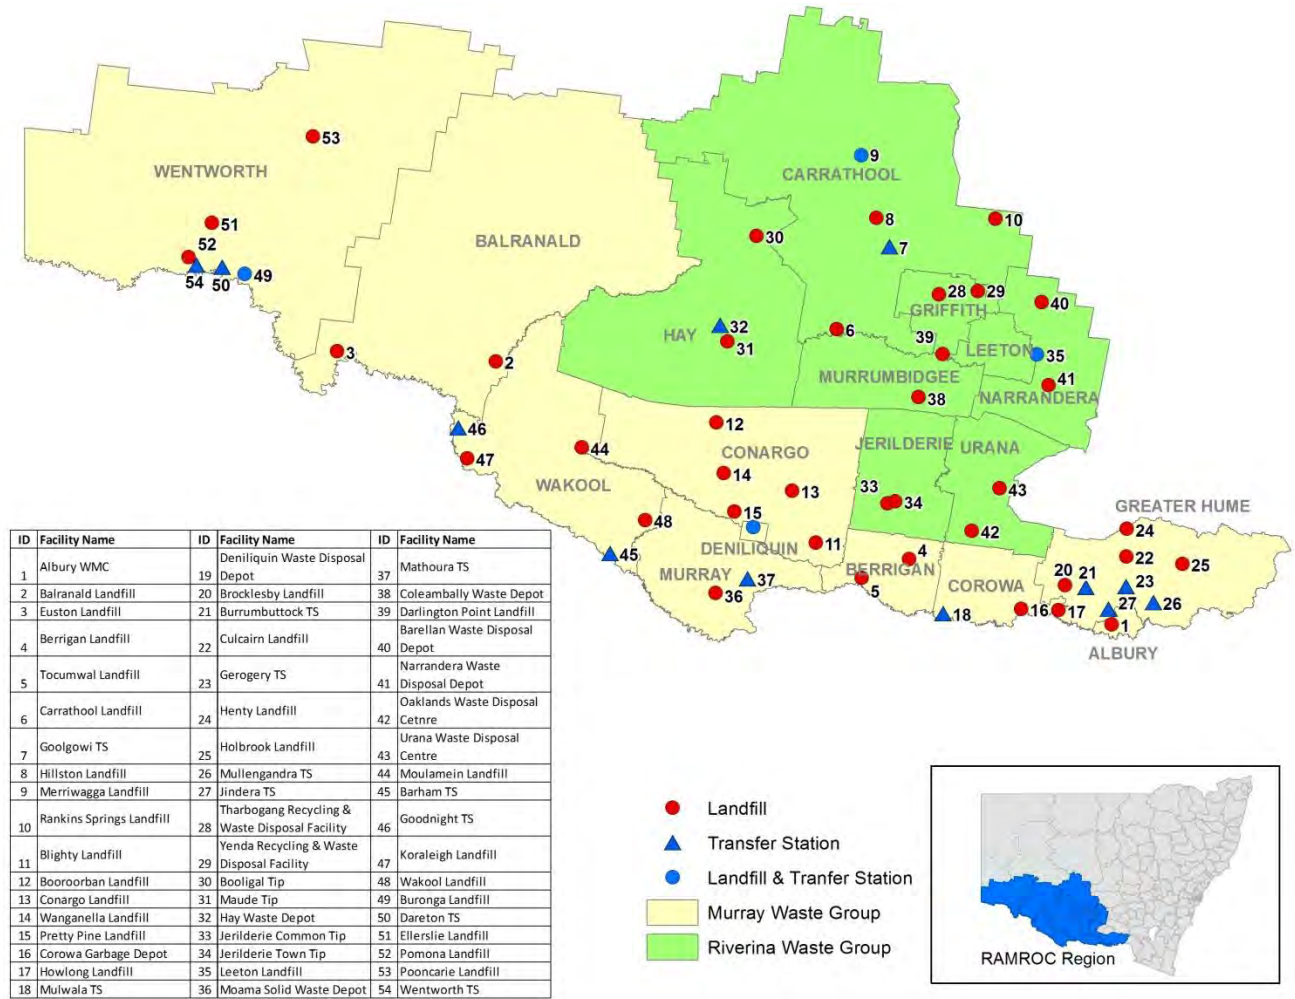 53
9
WENTWORTH
CARRATHOOL
51
8
10
52
30
7
BALRANALD
54
50
49
28
29
40
GRIFFITH
32
6
HAY
39
31
LEETON
35
3
2
MURRUMBIDGEE
41
38
NARRANDERA
46
12
JERILDERIE
URANA
44
CONARGO
47
14
WAKOOL
13
33
34
43
15
48
GREATER HUME
24
42
DENILIQUIN
11
45
4
22
25
MURRAY
37
BERRIGAN
COROWA
20
21
23
36
5
18
16
17
27
26
1
ALBURY
ID Facility Name ID Facility Name ID Facility Name
1 Albury WMC 19 Deniliquin Waste Disposal Depot 37 Mathoura TS
2 Balranald Landfill 20 Brocklesby Landfill 38 Coleambally Waste Depot
3 Euston Landfill 21 Burrumbuttock TS 39 Darlington Point Landfill
4 Berrigan Landfill 22 Culcairn Landfill 40 Barellan Waste Disposal Depot
5 Tocumwal Landfill 23 Gerogery TS 41 Narrandera Waste Disposal Depot
6 Carrathool Landfill 24 Henty Landfill 42 Oaklands Waste Disposal Cetnre
7 Goolgowi TS 25 Holbrook Landfill 43 Urana Waste Disposal Centre
8 Hillston Landfill 26 Mullengandra TS 44 Moulamein Landfill
9 Merriwagga Landfill 27 Jindera TS 45 Barham TS
10 Rankins Springs Landfill 28 Tharbogang Recycling & Waste Disposal Facility 46 Goodnight TS
11 Blighty Landfill 29 Yenda Recycling & Waste Disposal Facility 47 Koraleigh Landfill
12 Booroorban Landfill 30 Booligal Tip 48 Wakool Landfill
13 Conargo Landfill 31 Maude Tip 49 Buronga Landfill
14 Wanganella Landfill 32 Hay Waste Depot 50 Dareton TS
15 Pretty Pine Landfill 33 Jerilderie Common Tip 51 Ellerslie Landfill
16 Corowa Garbage Depot 34 Jerilderie Town Tip 52 Pomona Landfill
17 Howlong Landfill 35 Leeton Landfill 53 Pooncarie Landfill
18 Mulwala TS 36 Moama Solid Waste Depot 54 Wentworth TS
Landfill
Transfer Station
Landfill & Tranfer Station
Murray Waste Group
Riverina Waste Group
RAMROC Region